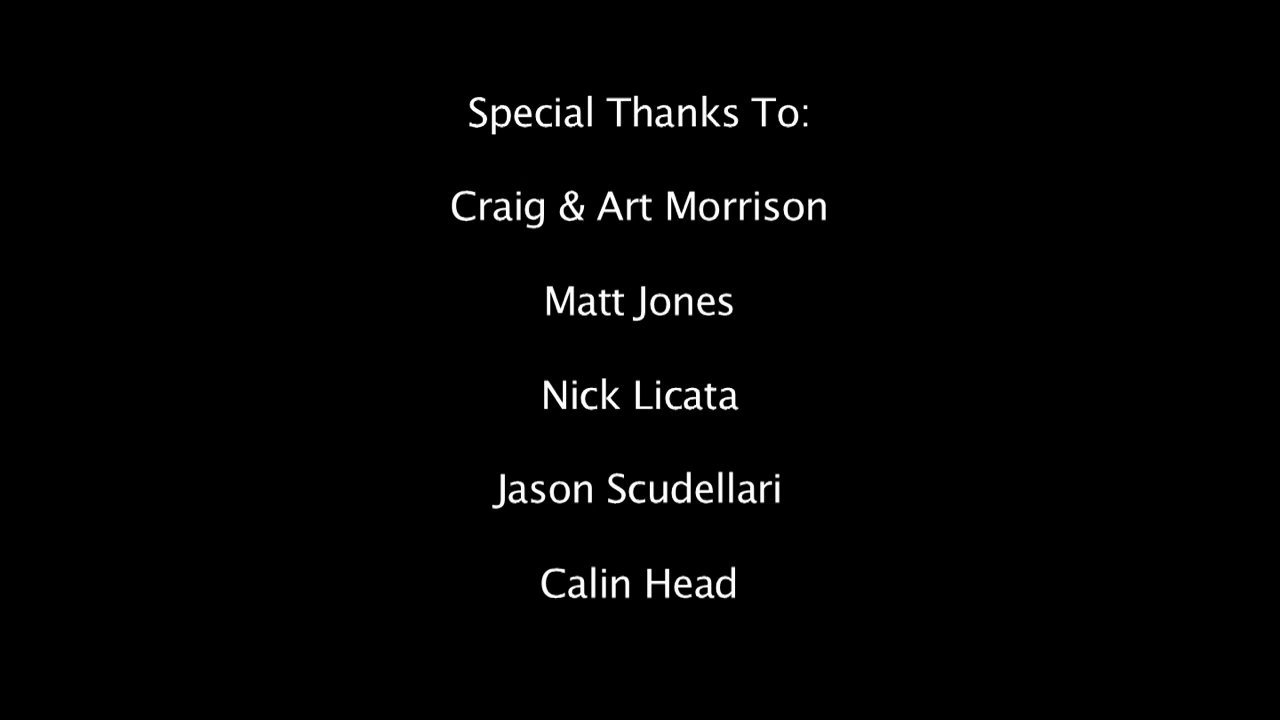 Special Thanks To:
Craig & Art Morrison
Matt Jones
Nick Licata
Jason Scudellari
Calin Head